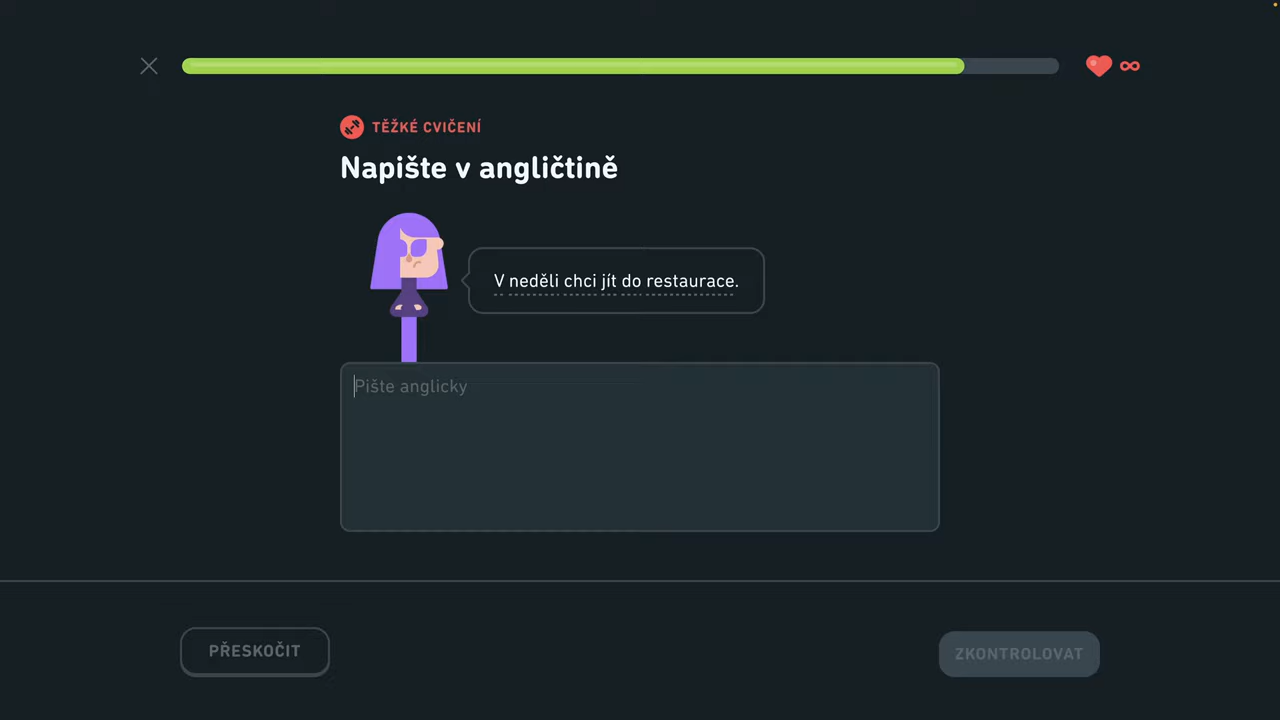 TĚŽKÉ CVIČENÍ
Napište v angličtině
V neděli chci jít do restaurace.
Pište anglicky
PŘESKOČIT
ZKONTROLOVAT